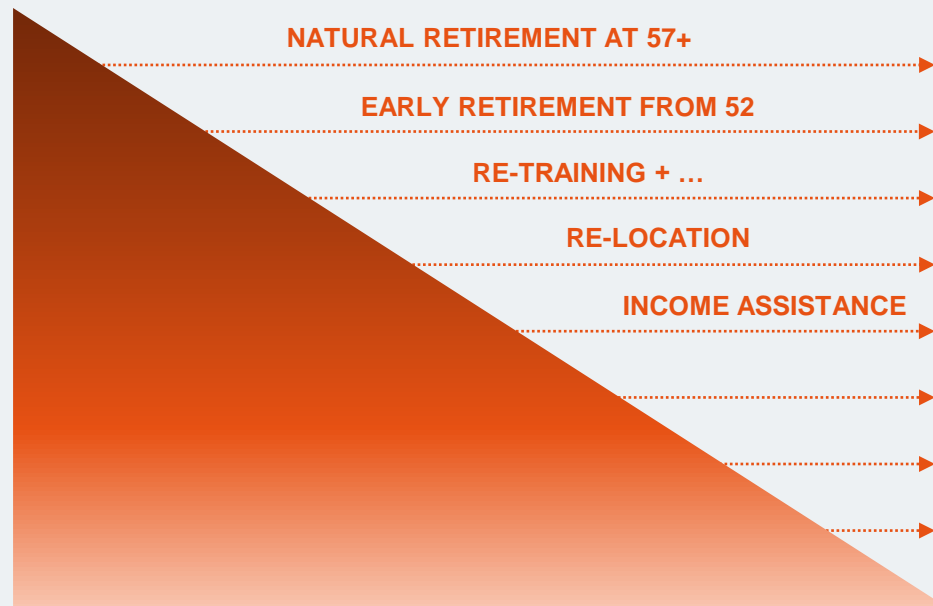 NATURAL RETIREMENT AT 57+
EARLY RETIREMENT FROM 52
RE-TRAINING + …
RE-LOCATION
INCOME ASSISTANCE